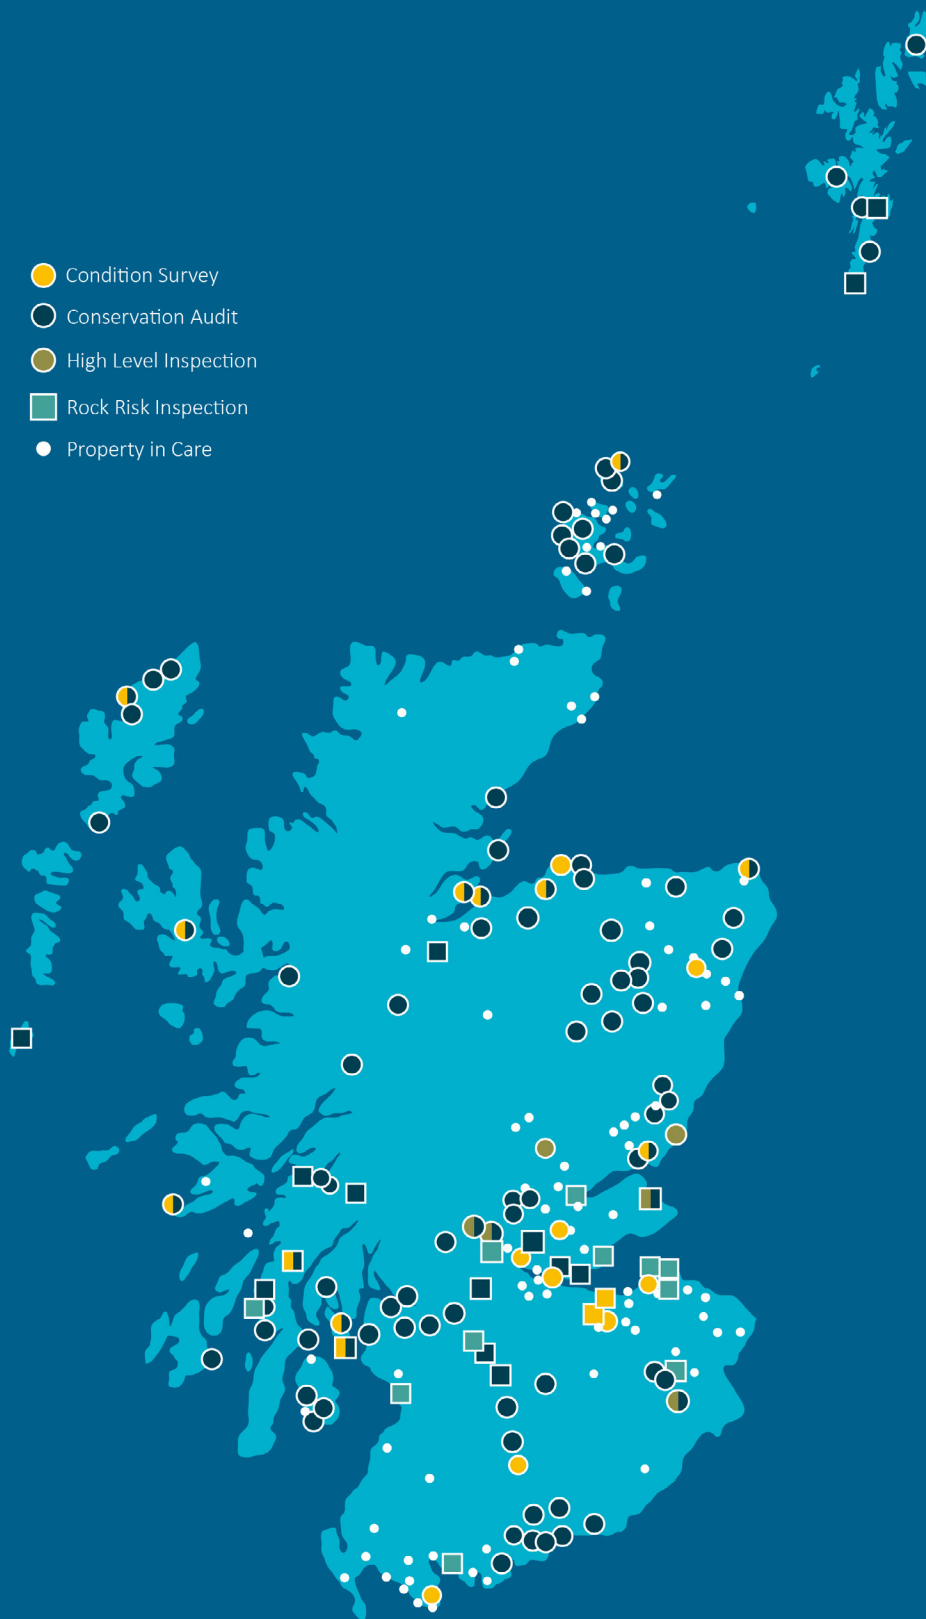 Condition Survey
Conservation Audit
High Level Inspection
Rock Risk Inspection
Property in Care